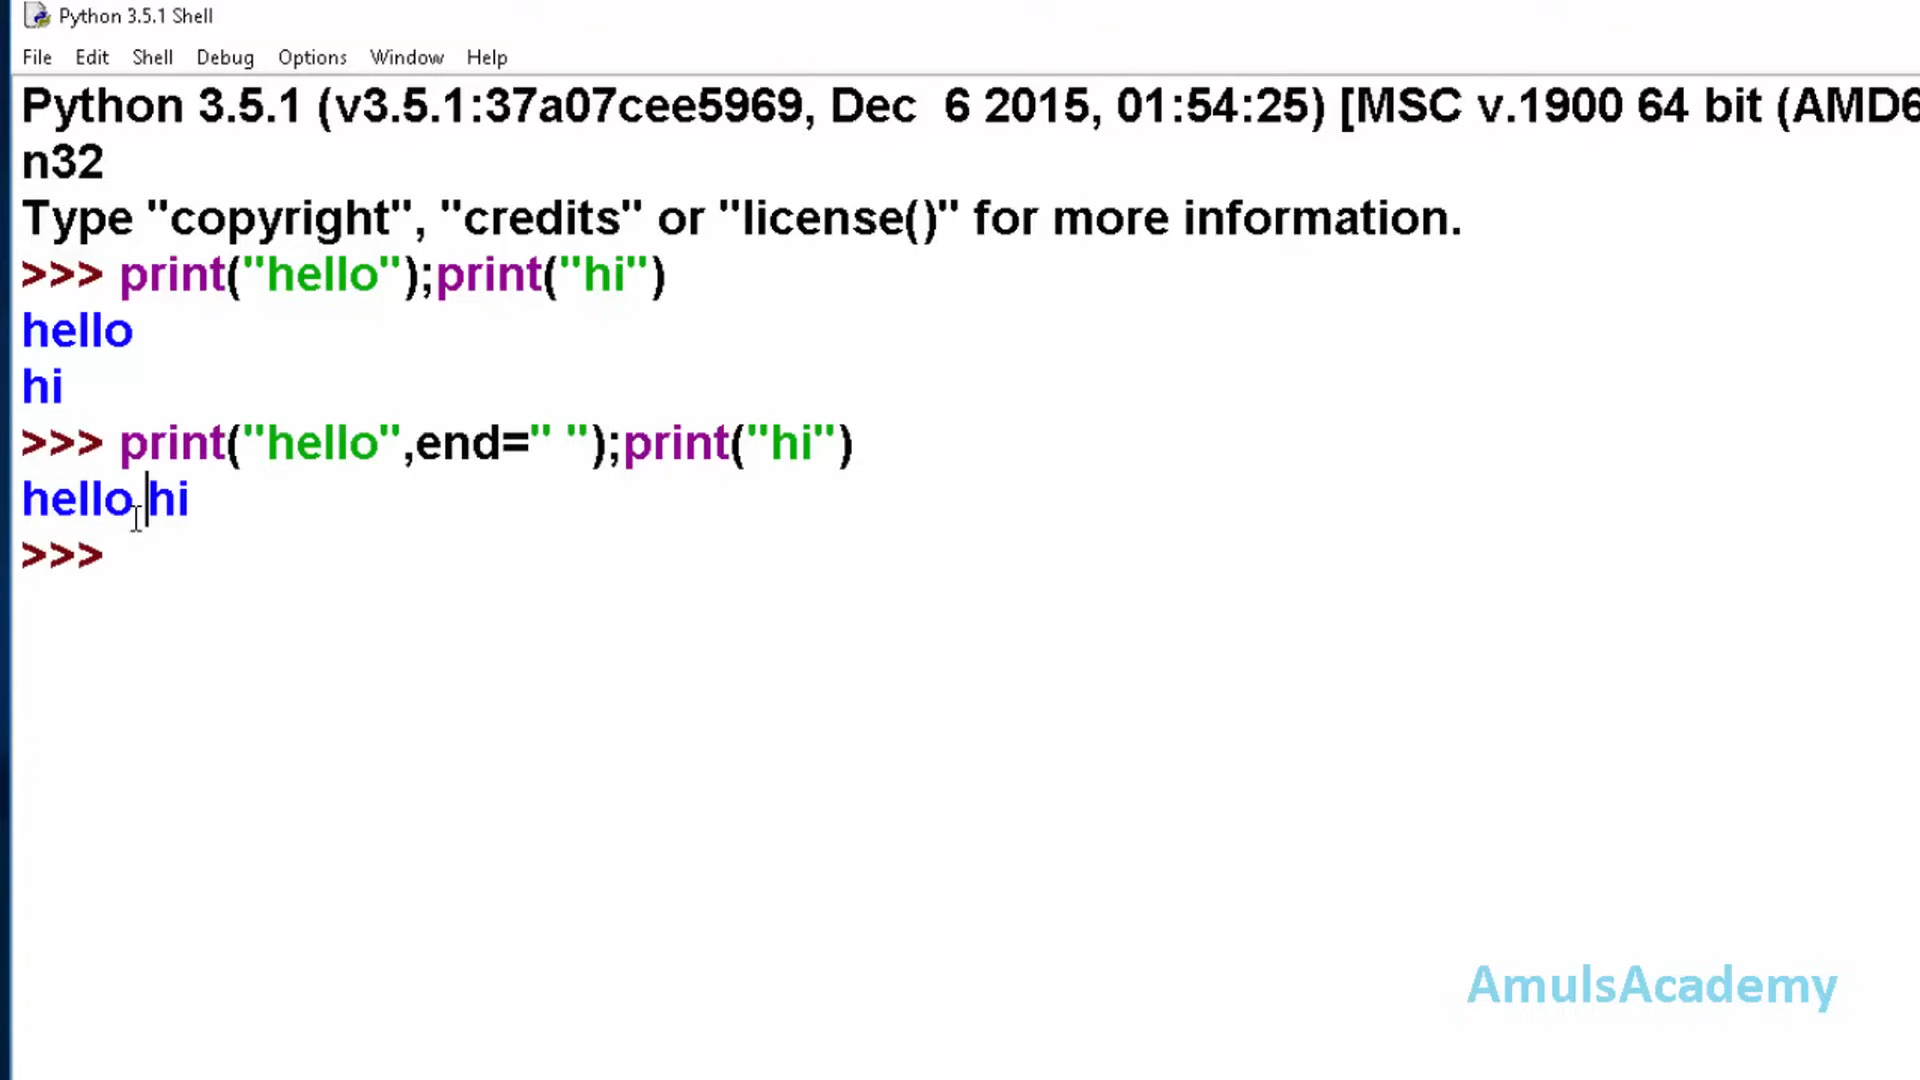 Python 3.5.1 Shell
File Edit Shell Debug Options Window Help
Python 3.5.1 (v3.5.1:37a07cee5969, Dec  6 2015, 01:54:25) [MSC v.1900 64 bit (AMD6
n32
Type "copyright", "credits" or "license()" for more information.
>>> print("hello");print("hi")
hello
hi
>>> print("hello",end=" ");print("hi")
hello hi
>>>
AmulsAcademy